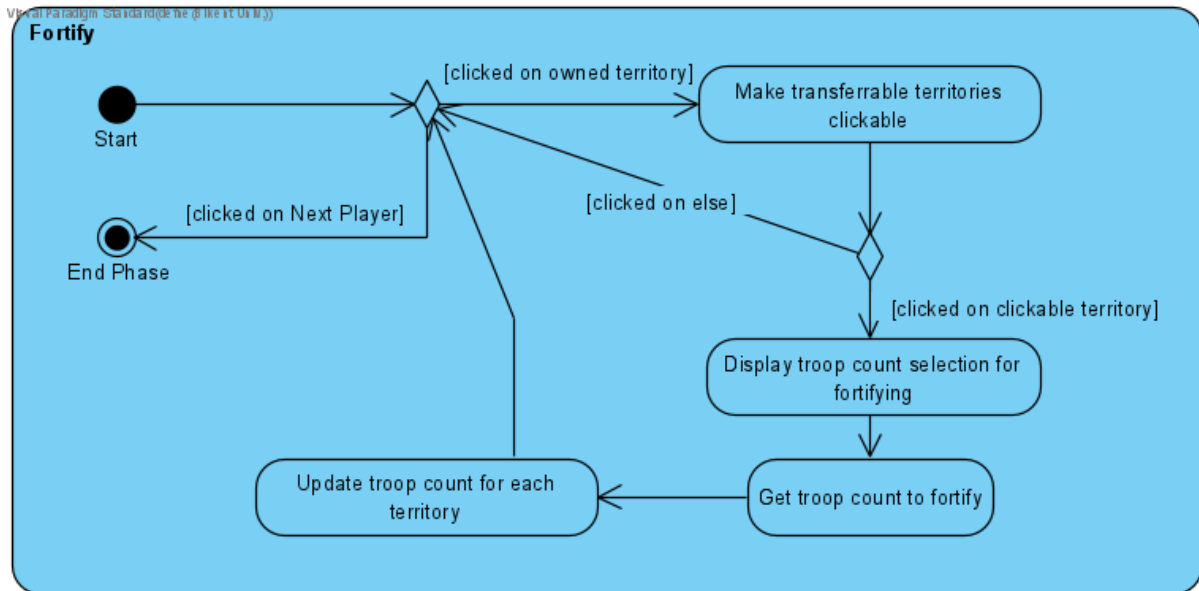 Fortify
[clicked on owned territory]
Make transferrable territories
clickable
Start
[clicked on else]
[clicked on Next Player]
End Phase
[clicked on clickable territory]
Display troop count selection for
fortifying
Update troop count for each
territory
Get troop count to fortify